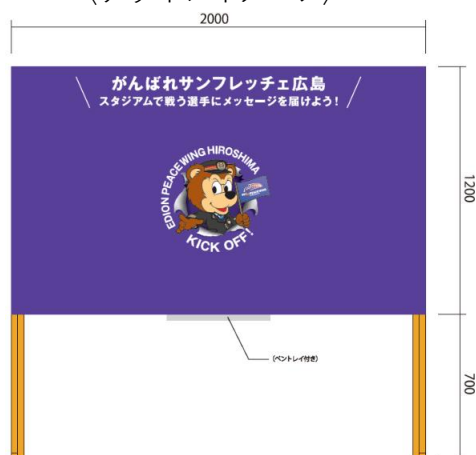 2000
がんばれサンフレッチェ広島
スタジアムで戦う選手にメッセージを届けよう！
EDION PEACE WING HIROSHIMA
KICK OFF!
1200
(ペントレイ付き)
700